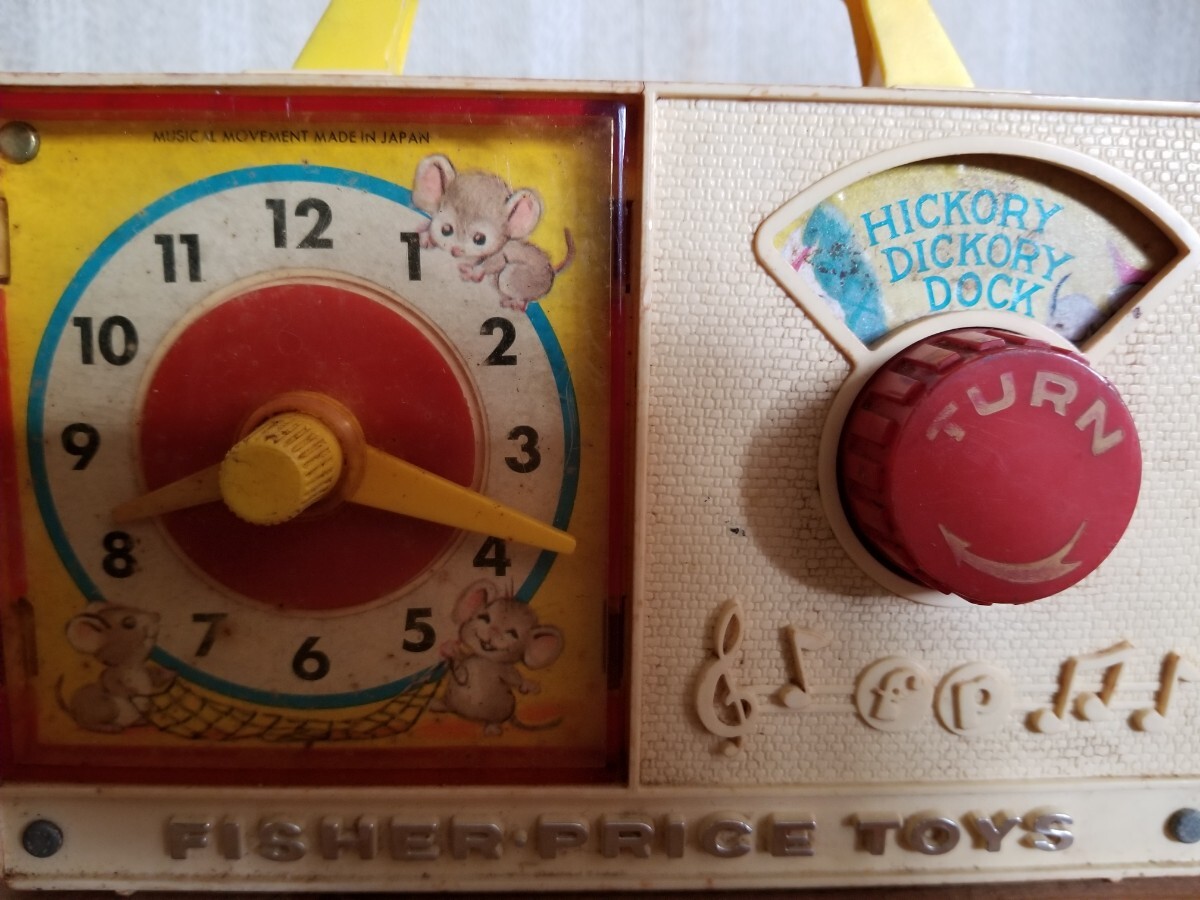 MUSICAL MOVEMENT MADE IN JAPAN
12
11
1
10
2
9
3
8
4
7
5
6
HICKORY
DICKORY
DOCK
TURN
fp
FISHER·PRICE TOYS